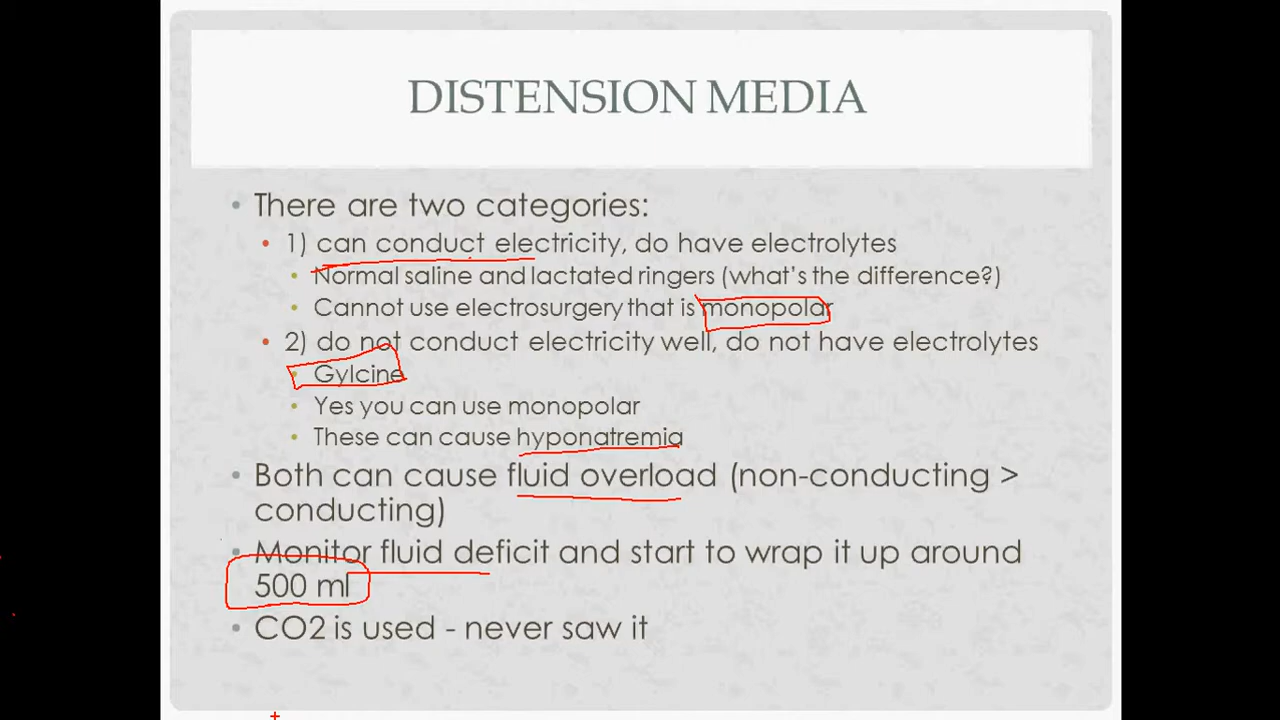 DISTENSION MEDIA
• There are two categories:
• 1) can conduct electricity, do have electrolytes
• Normal saline and lactated ringers (what's the difference?)
• Cannot use electrosurgery that is monopolar
• 2) do not conduct electricity well, do not have electrolytes
• Gylcine
• Yes you can use monopolar
• These can cause hyponatremia
• Both can cause fluid overload (non-conducting >
conducting)
• Monitor fluid deficit and start to wrap it up around
500 ml
• CO2 is used - never saw it